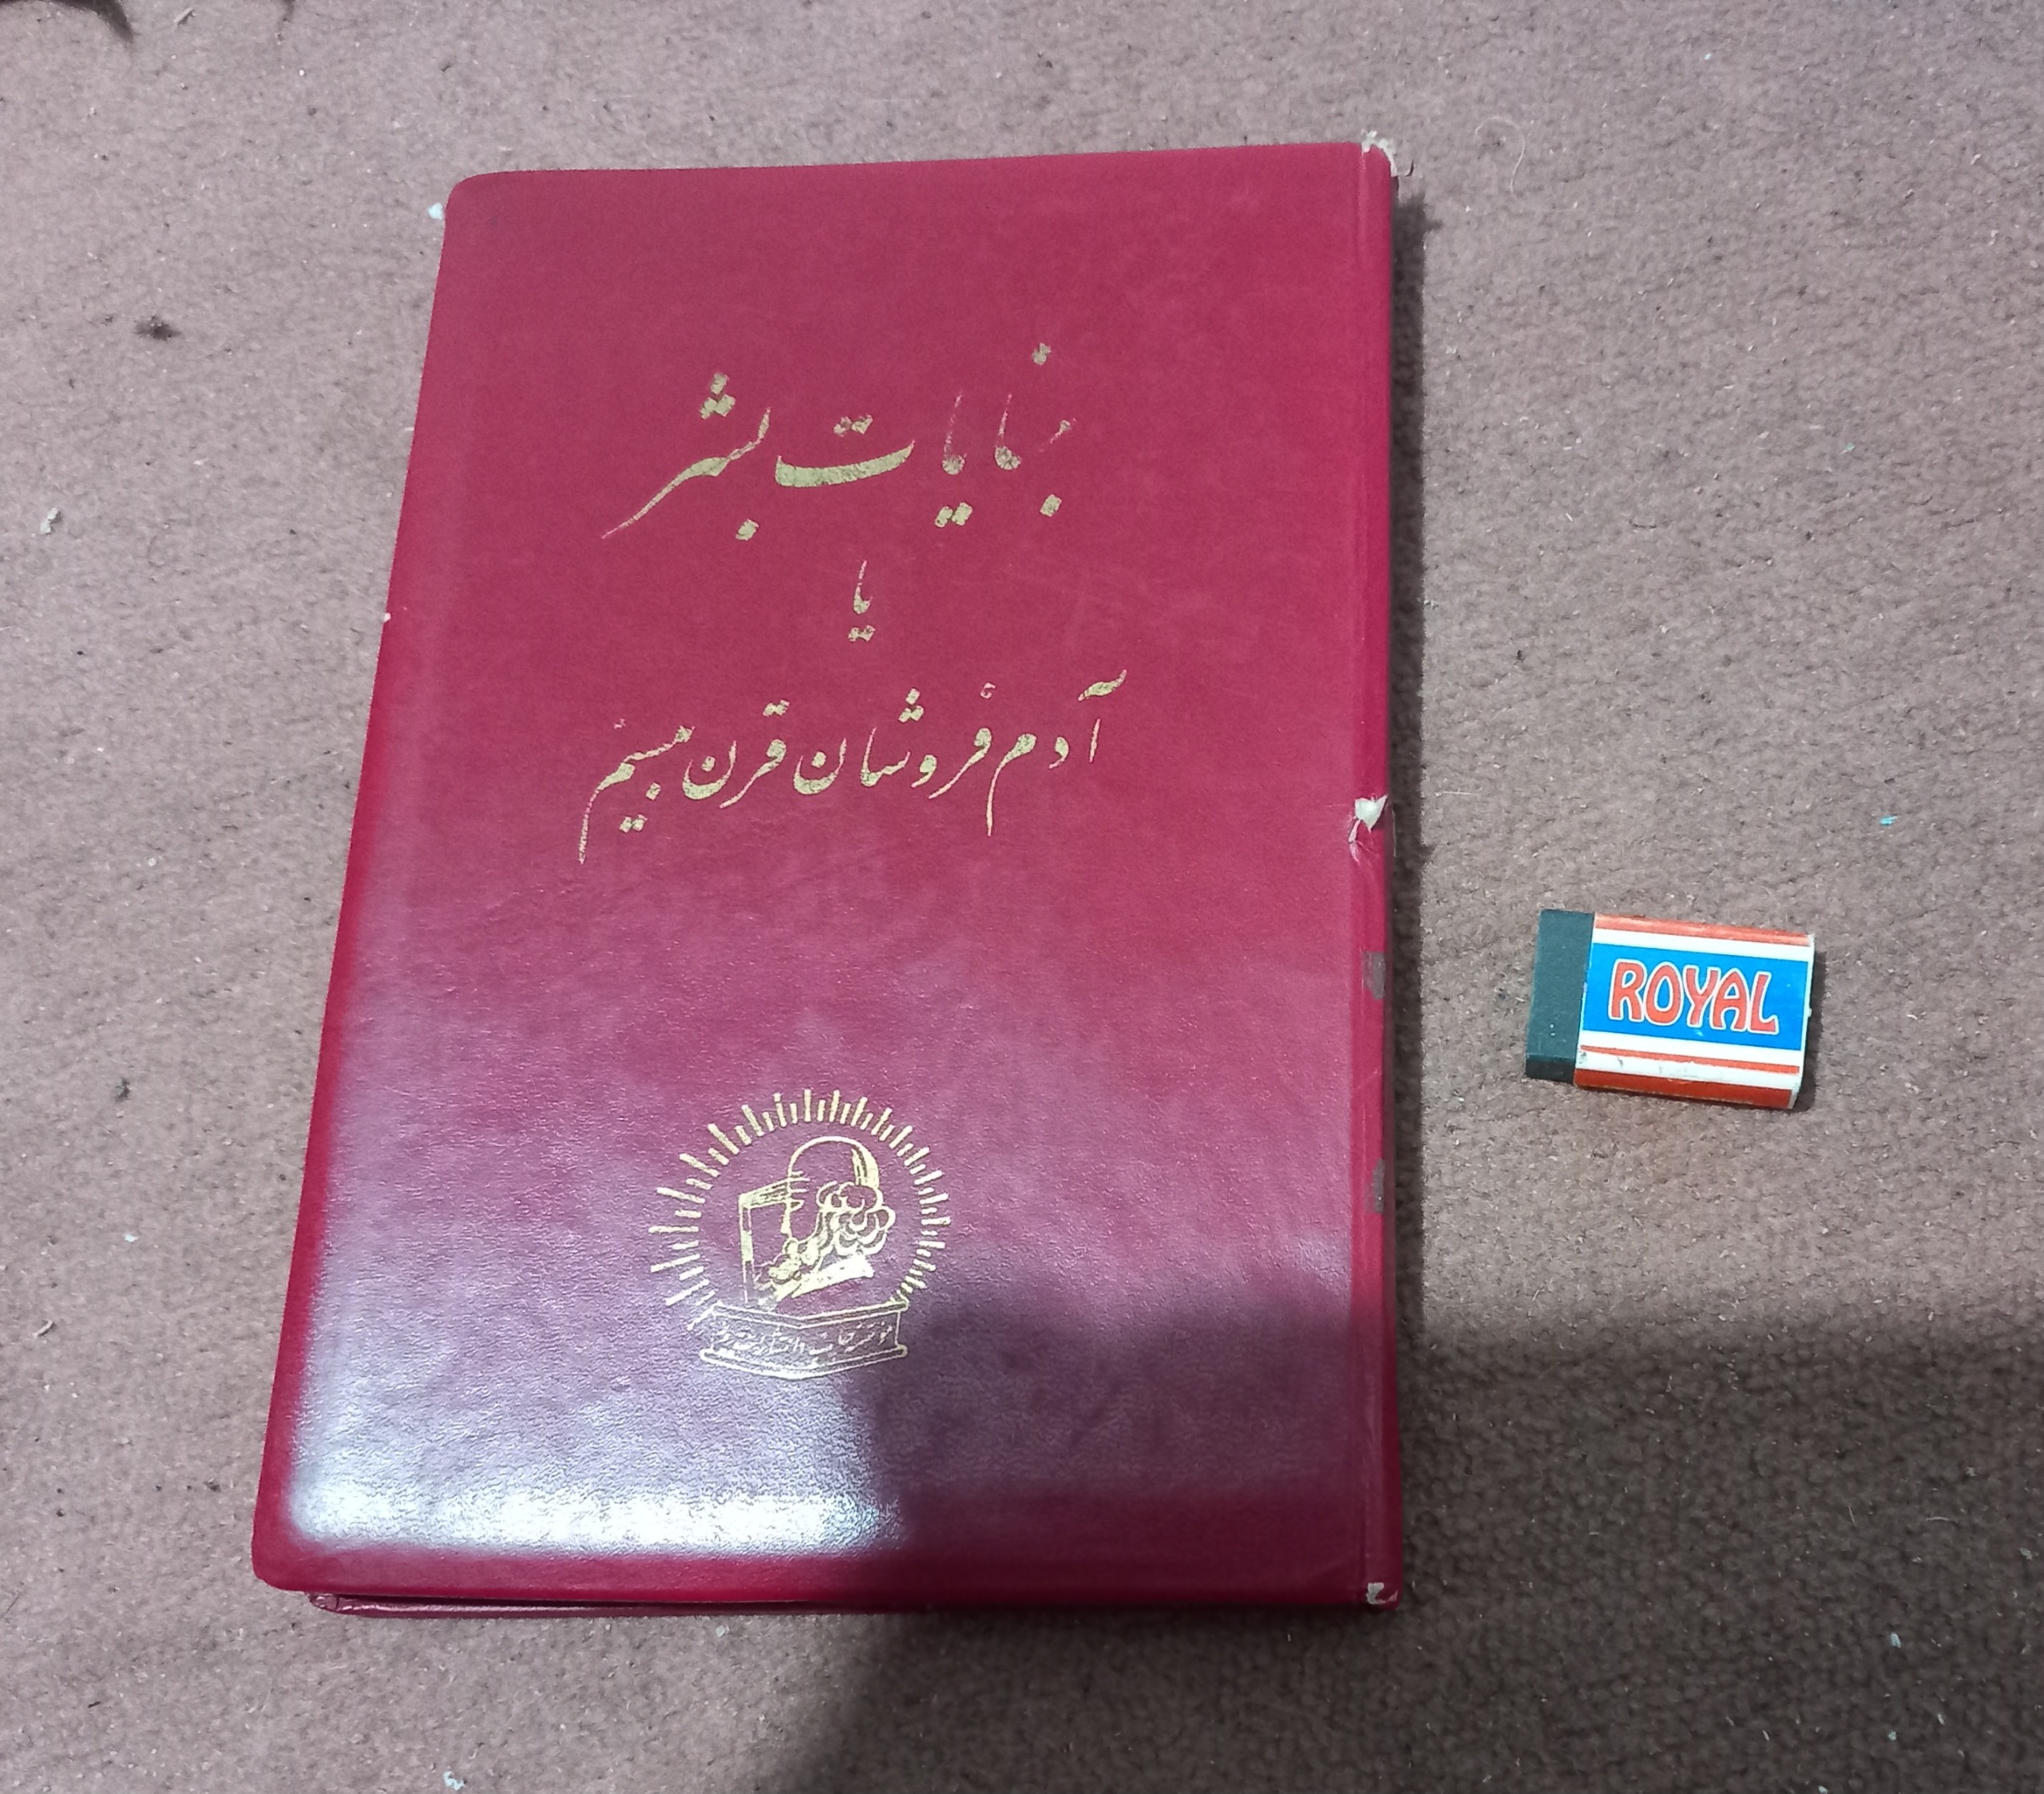 جنایات بشر
یا
آدم فروشان قرن بیستم
ROYAL